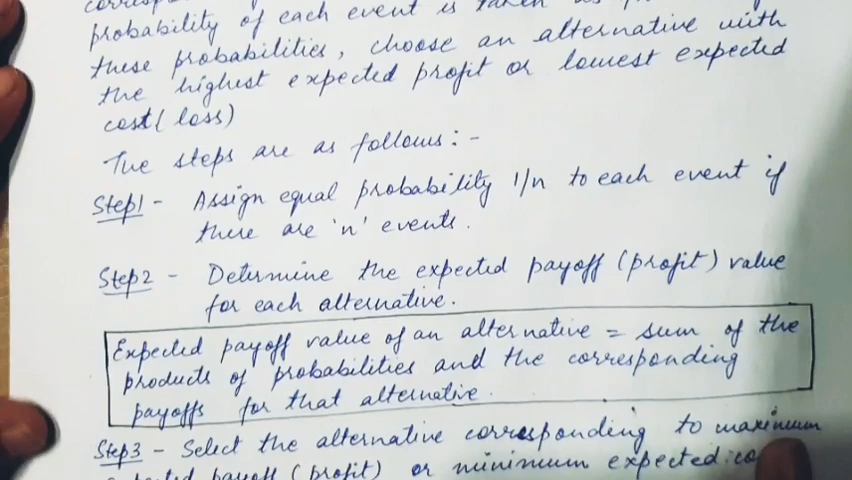 probability of each event is taken as
these probabilities, choose an alternative with
the highest expected profit or lowest expected
cost (loss)
The steps are as follows:-
Step1 - Assign equal probability 1/n to each event if
there are 'n' events.
Step2 - Determine the expected payoff (profit) value
for each alternative.
Expected payoff value of an alternative = sum of the
products of probabilities and the corresponding
payoffs for that alternative.
Step3 - Select the alternative corresponding to maximum
payoff (profit) or minimum expected